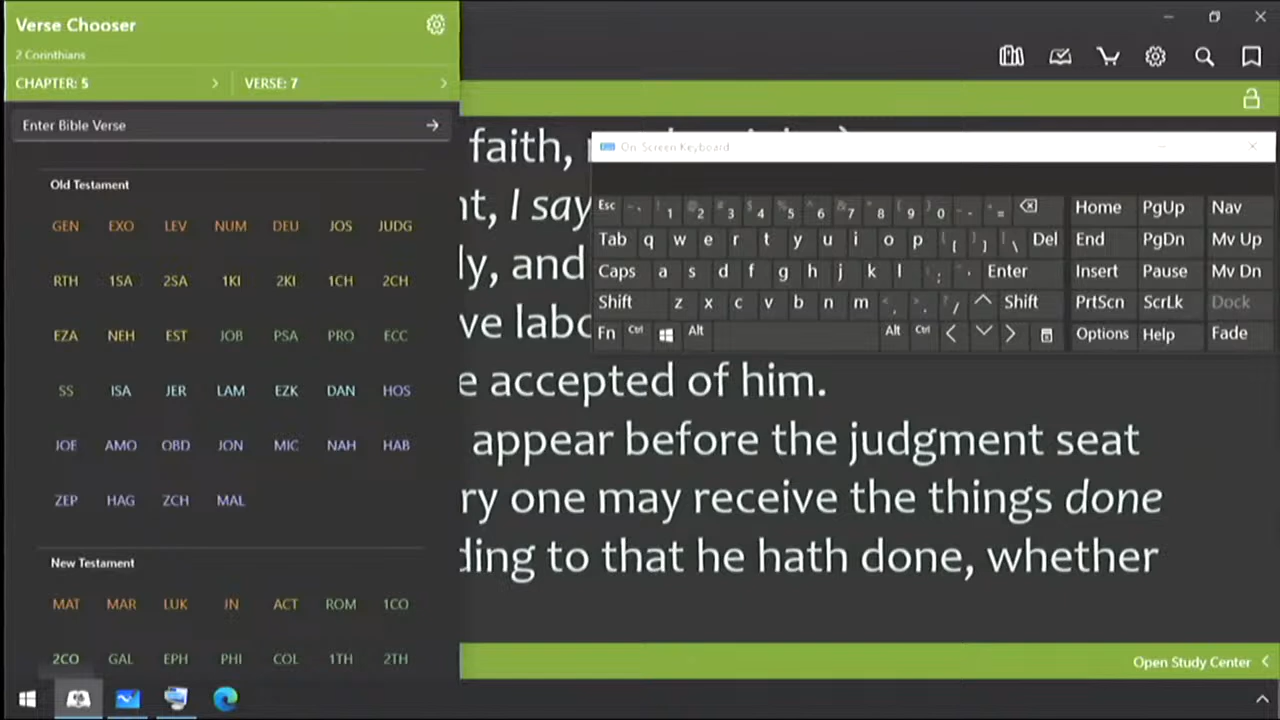 Verse Chooser
2 Corinthians
CHAPTER: 5 VERSE: 7
Enter Bible Verse
Old Testament
GEN EXO LEV NUM DEU JOS JUDG
RTH 1SA 2SA 1KI 2KI 1CH 2CH
EZA NEH EST JOB PSA PRO ECC
SS ISA JER LAM EZK DAN HOS
JOE AMO OBD JON MIC NAH HAB
ZEP HAG ZCH MAL
New Testament
MAT MAR LUK JN ACT ROM 1CO
2CO GAL EPH PHI COL 1TH 2TH
faith,
nt, I say
ly, and
ve labo
e accepted of him.
appear before the judgment seat
ry one may receive the things done
ding to that he hath done, whether
On-Screen Keyboard
Esc 1 2 3 4 5 6 7 8 9 0 - = Home PgUp Nav
Tab q w e r t y u i o p [ ] \ Del End PgDn Mv Up
Caps a s d f g h j k l ; ' Enter Insert Pause Mv Dn
Shift z x c v b n m , . / Shift PrtScn ScrLk Dock
Fn Ctrl Alt Alt Ctrl Options Help Fade
Open Study Center